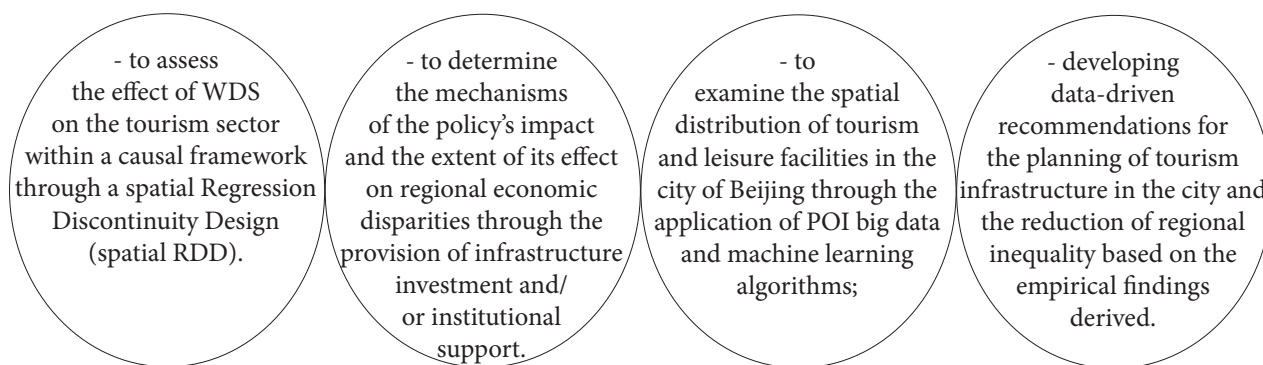 - to assess
the effect of WDS
on the tourism sector
within a causal framework
through a spatial Regression
Discontinuity Design
(spatial RDD).
- to determine
the mechanisms
of the policy's impact
and the extent of its effect
on regional economic
disparities through the
provision of infrastructure
investment and/
or institutional
support.
- to
examine the spatial
distribution of tourism
and leisure facilities in the
city of Beijing through the
application of POI big data
and machine learning
algorithms;
- developing
data-driven
recommendations for
the planning of tourism
infrastructure in the city and
the reduction of regional
inequality based on the
empirical findings
derived.